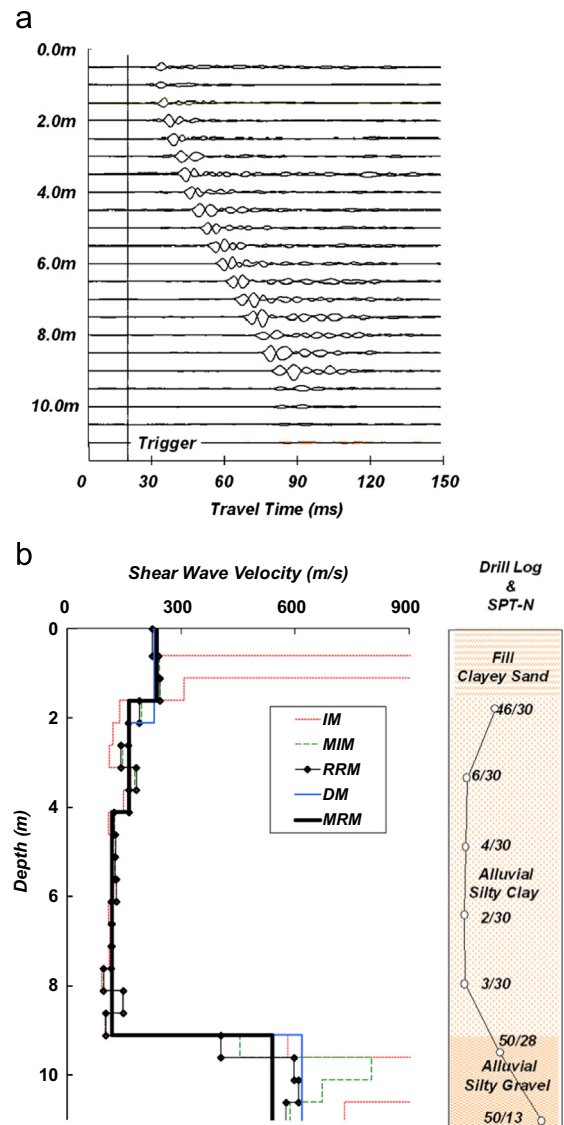 a
0.0m
2.0m
4.0m
6.0m
8.0m
10.0m
Trigger
0 30 60 90 120 150
Travel Time (ms)
b
Shear Wave Velocity (m/s)
0 300 600 900
Drill Log
&
SPT-N
0
2
4
6
8
10
Depth (m)
IM
MIM
RRM
DM
MRM
Fill
Clayey Sand
46/30
6/30
4/30
Alluvial
Silty Clay
2/30
3/30
50/28
Alluvial
Silty Gravel
50/13